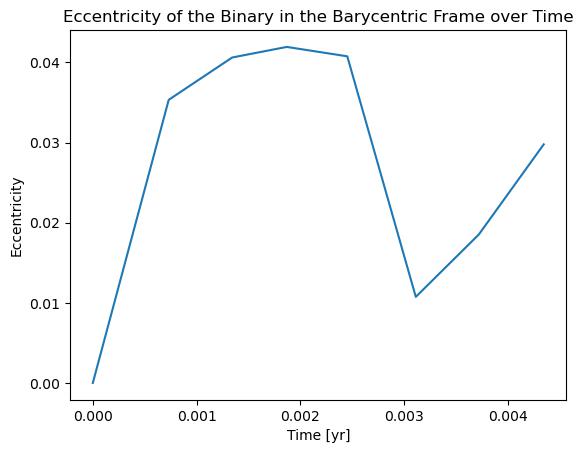 Eccentricity of the Binary in the Barycentric Frame over Time
0.04
0.03
0.02
0.01
0.00
Eccentricity
0.000 0.001 0.002 0.003 0.004
Time [yr]